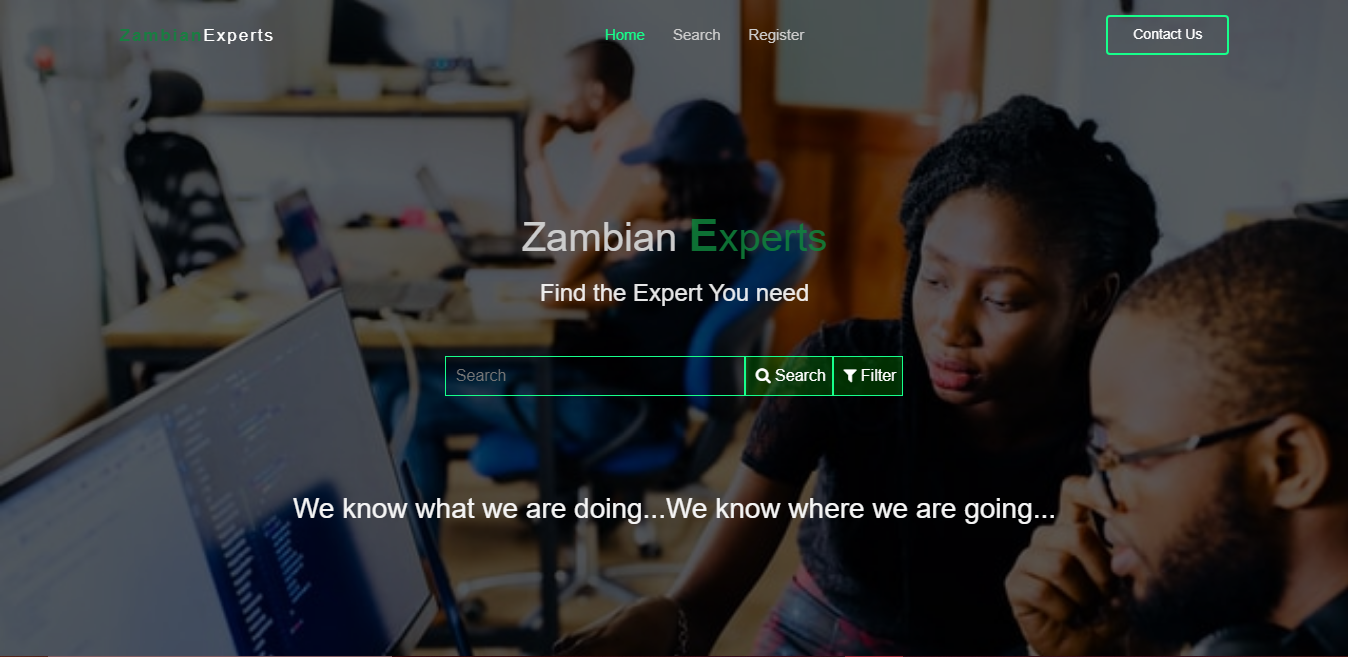 ZambianExperts
Home Search Register
Contact Us
Zambian Experts
Find the Expert You need
Search Search Filter
We know what we are doing...We know where we are going...